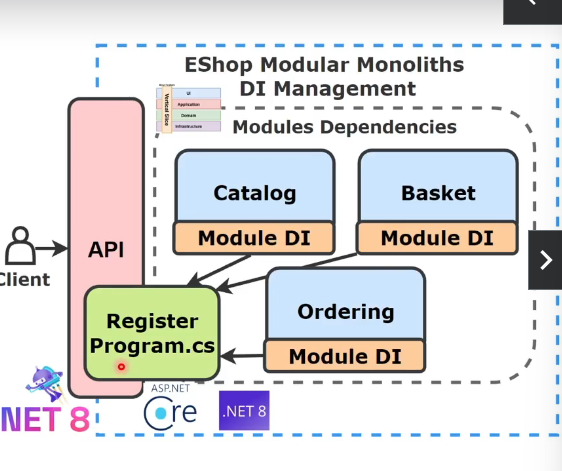 EShop Modular Monoliths
DI Management
UI
Application
Domain
Infrastructure
Vertical Slice
Modules Dependencies
Catalog
Module DI
Basket
Module DI
API
Client
Register
Program.cs
Ordering
Module DI
NET 8
ASP.NET
Core
.NET 8